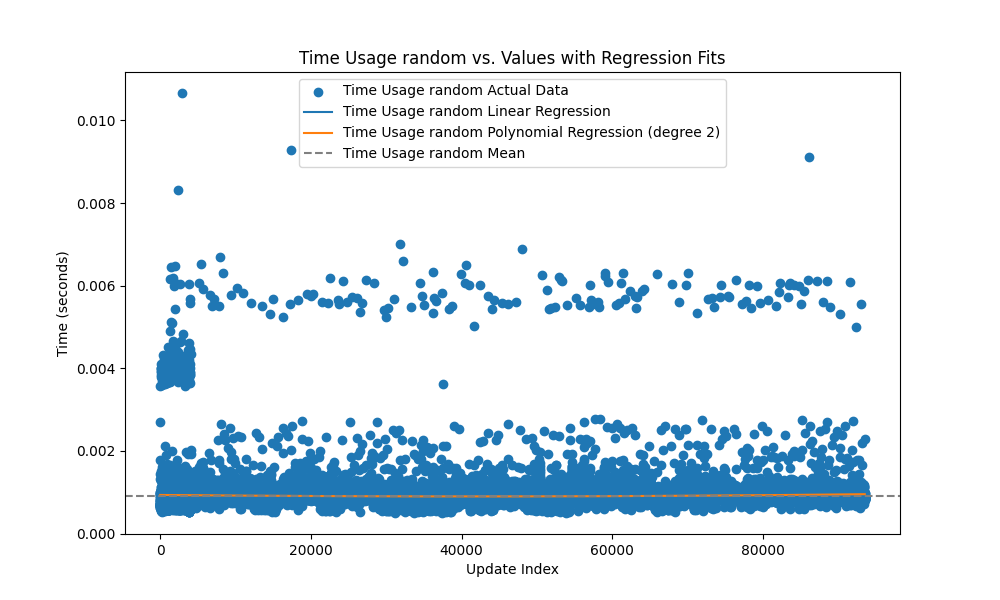 Time Usage random vs. Values with Regression Fits
Time Usage random Actual Data
Time Usage random Linear Regression
Time Usage random Polynomial Regression (degree 2)
Time Usage random Mean
Time (seconds)
0.010
0.008
0.006
0.004
0.002
0.000
0 20000 40000 60000 80000
Update Index